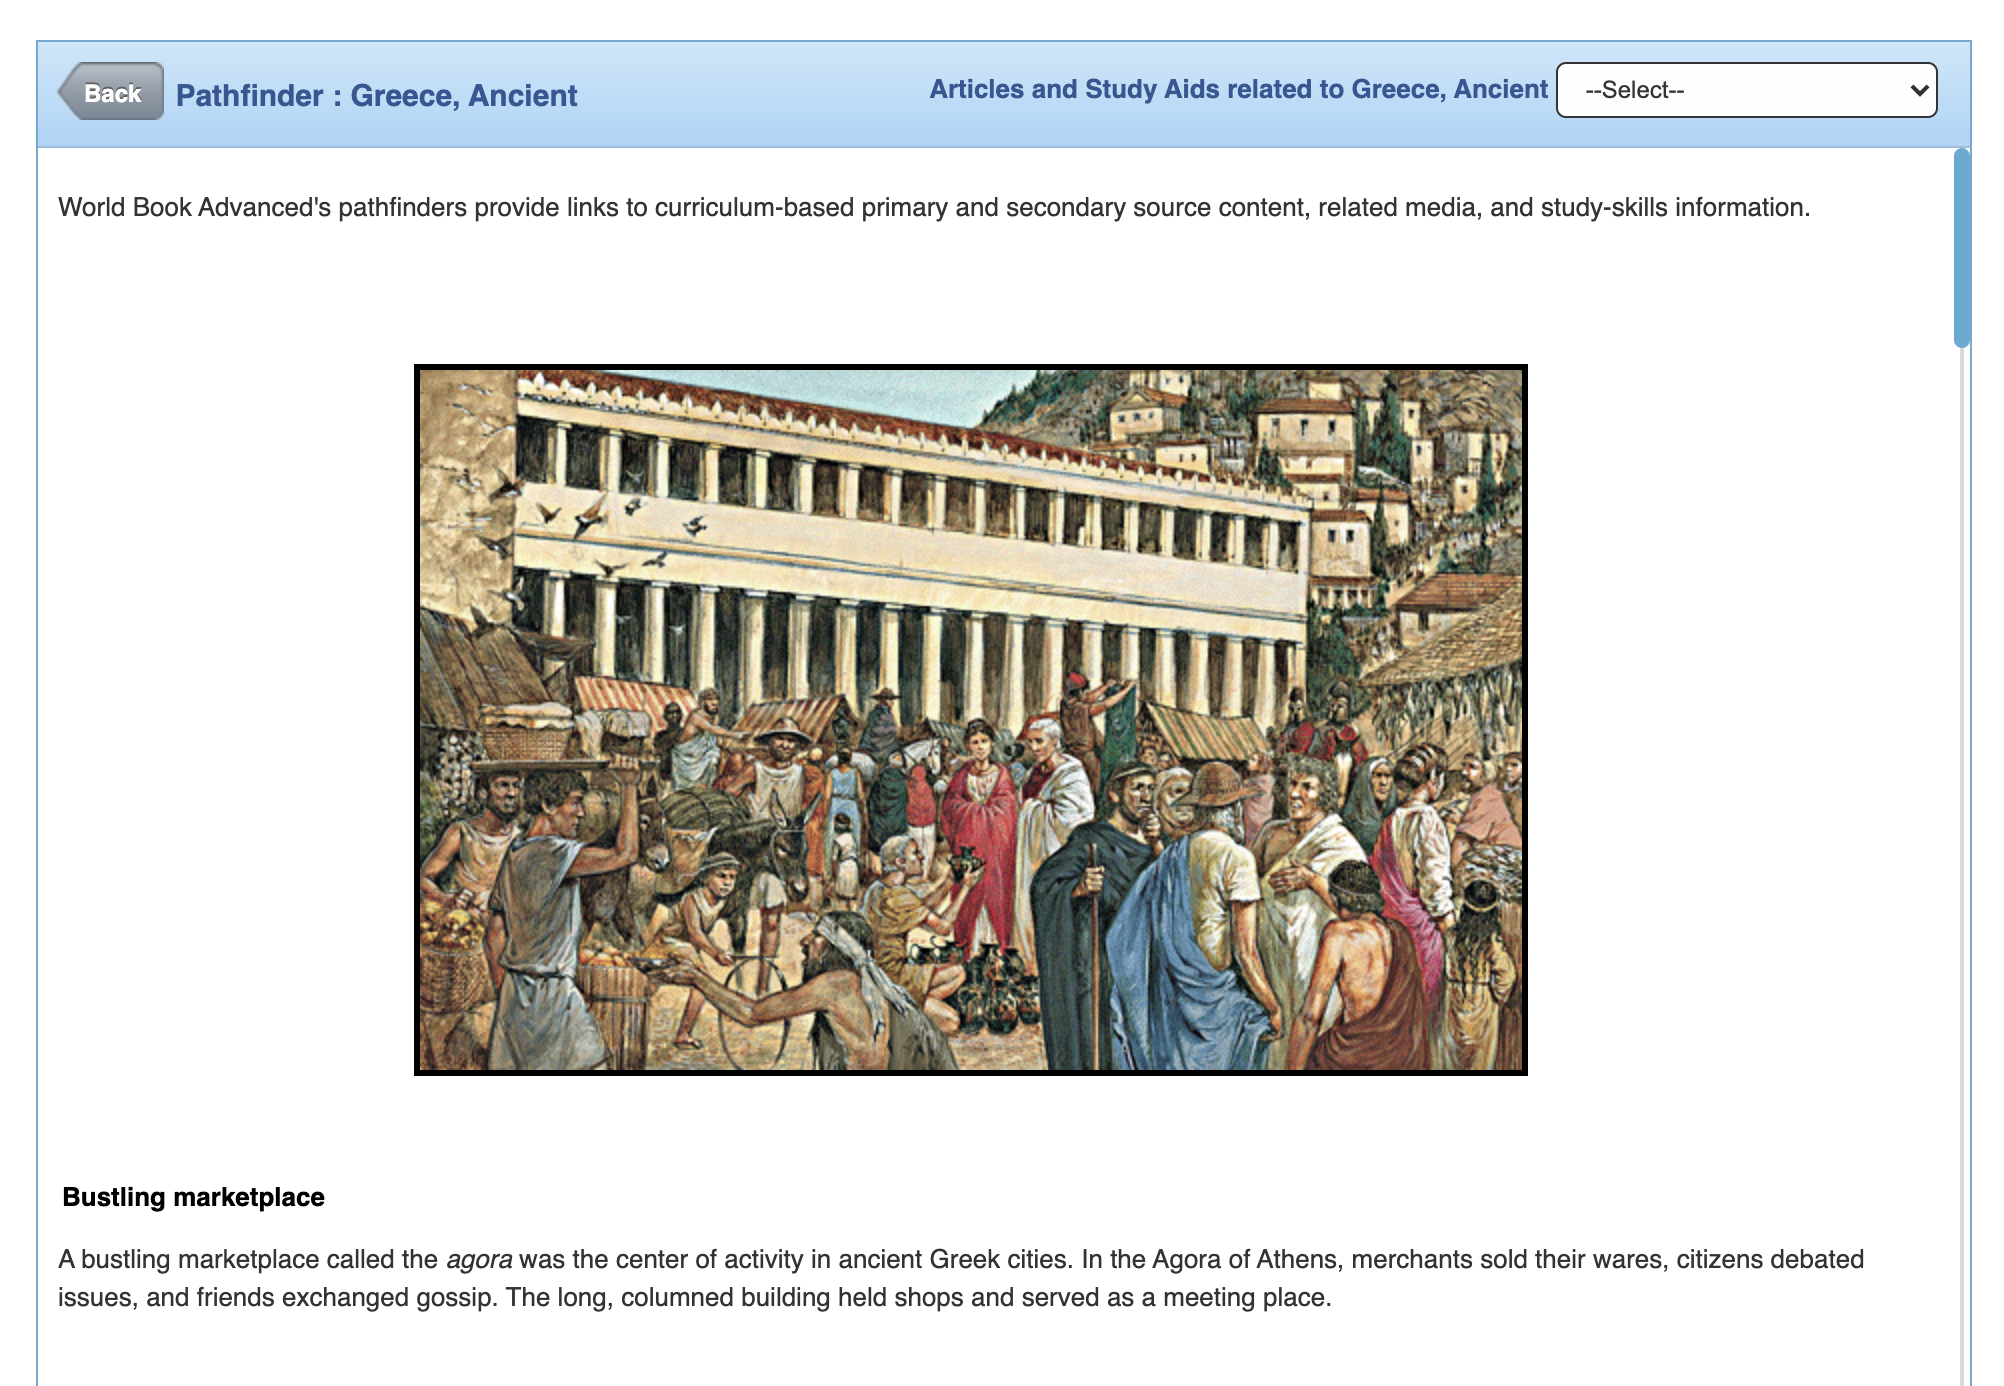 Back
Pathfinder : Greece, Ancient
Articles and Study Aids related to Greece, Ancient
--Select--
World Book Advanced's pathfinders provide links to curriculum-based primary and secondary source content, related media, and study-skills information.
Bustling marketplace
A bustling marketplace called the agora was the center of activity in ancient Greek cities. In the Agora of Athens, merchants sold their wares, citizens debated
issues, and friends exchanged gossip. The long, columned building held shops and served as a meeting place.